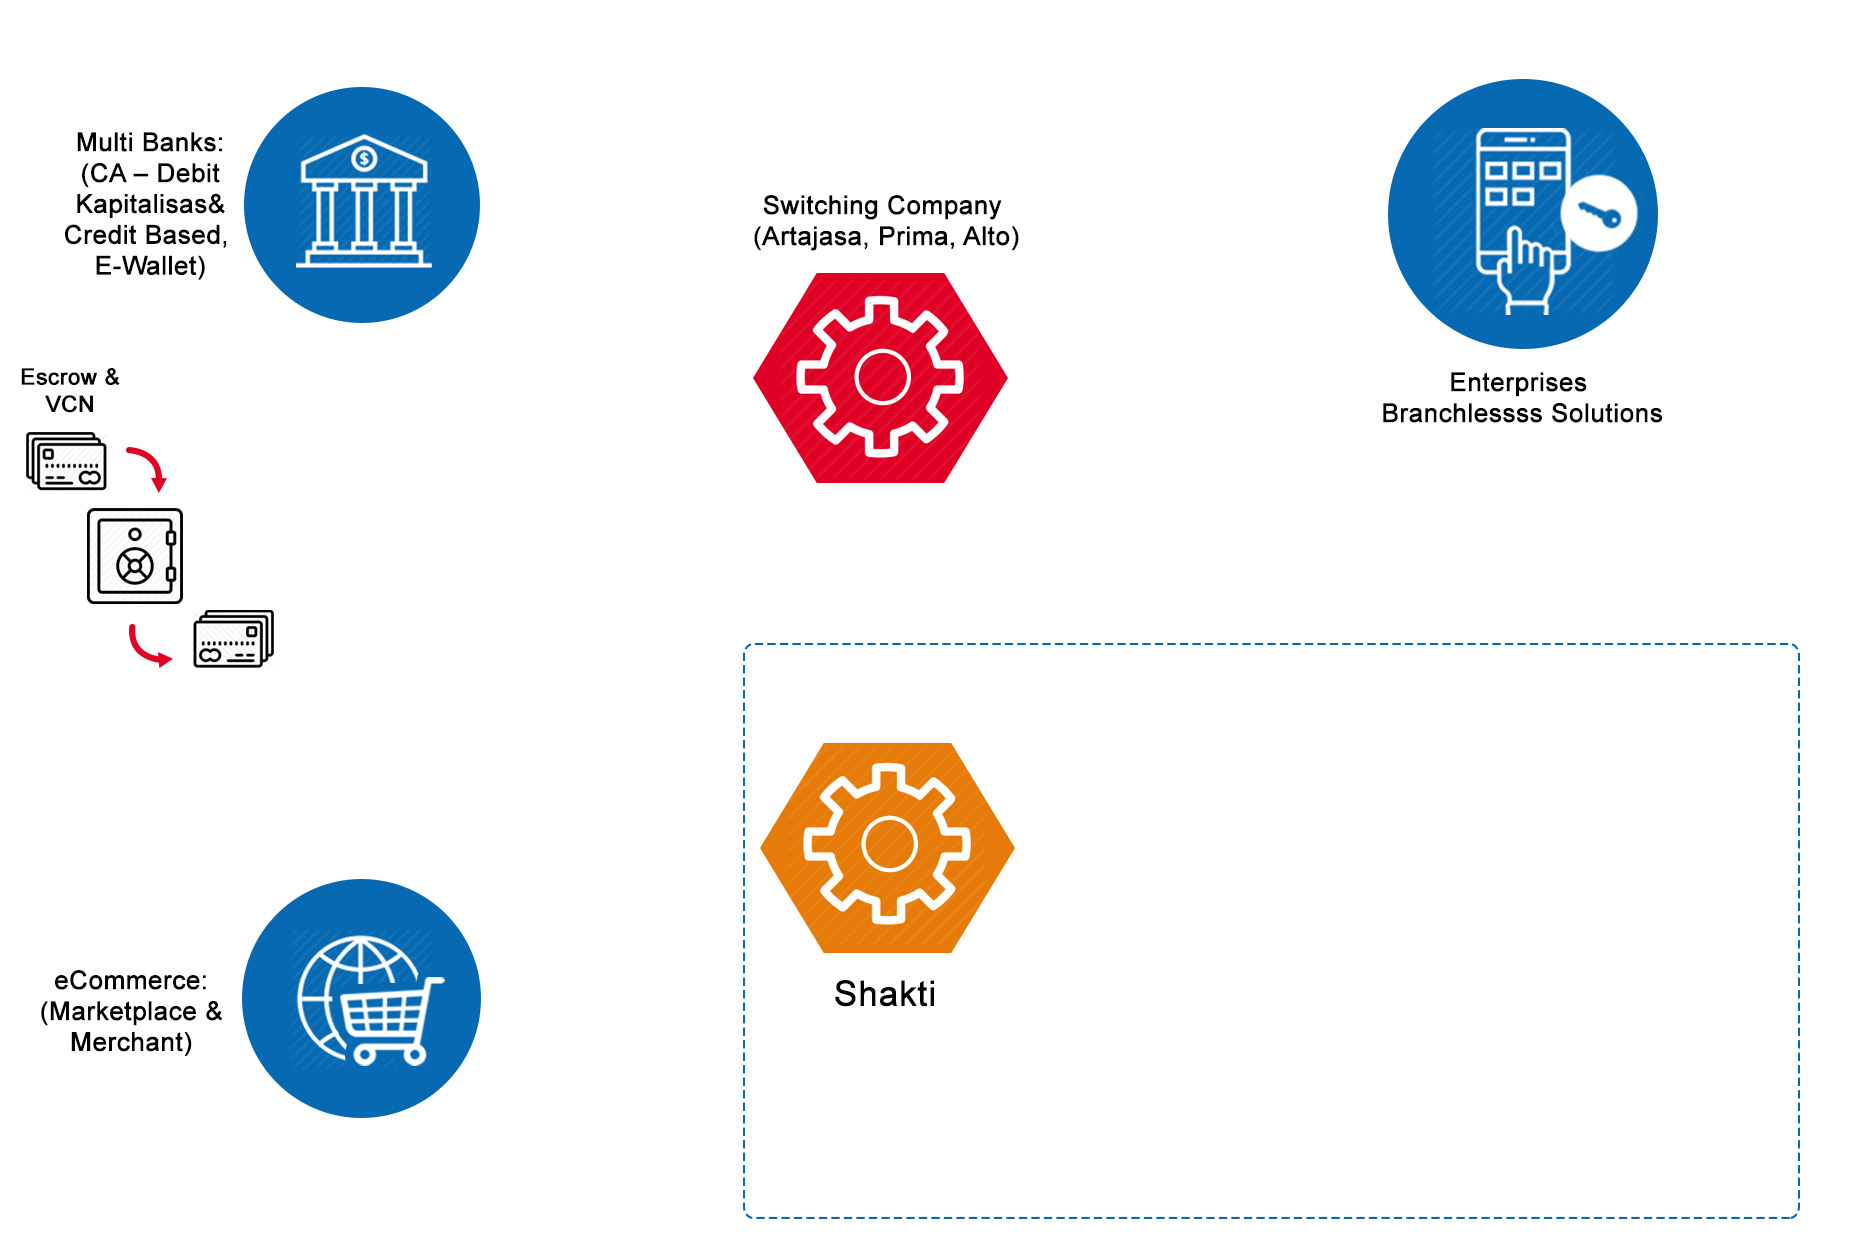 Multi Banks:
(CA – Debit
Kapitalisas&
Credit Based,
E-Wallet)
Switching Company
(Artajasa, Prima, Alto)
Enterprises
Branchlessss Solutions
Escrow &
VCN
$
Shakti
eCommerce:
(Marketplace &
Merchant)